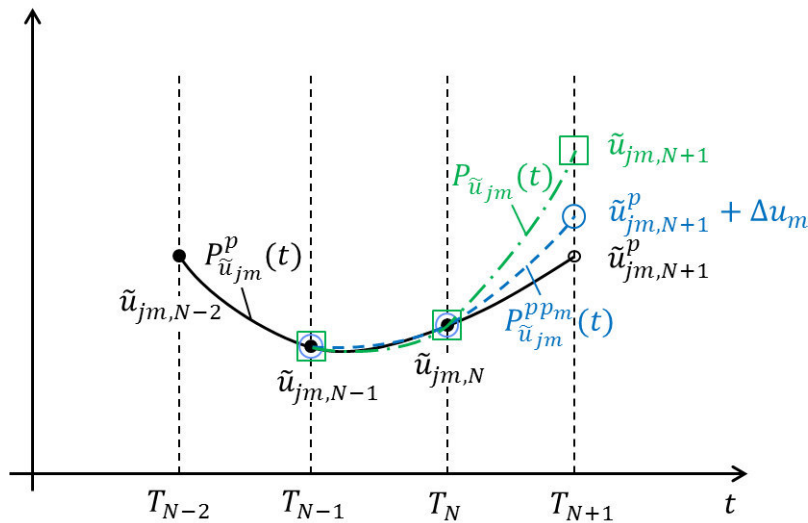 ũ_{jm,N+1}
P_{ũ_{jm}}(t)
ũ^p_{jm,N+1} + Δu_m
P^p_{ũ_{jm}}(t)
ũ^p_{jm,N+1}
ũ_{jm,N−2}
P^{pp_m}_{ũ_{jm}}(t)
ũ_{jm,N−1}
ũ_{jm,N}
T_{N−2} T_{N−1} T_N T_{N+1} t